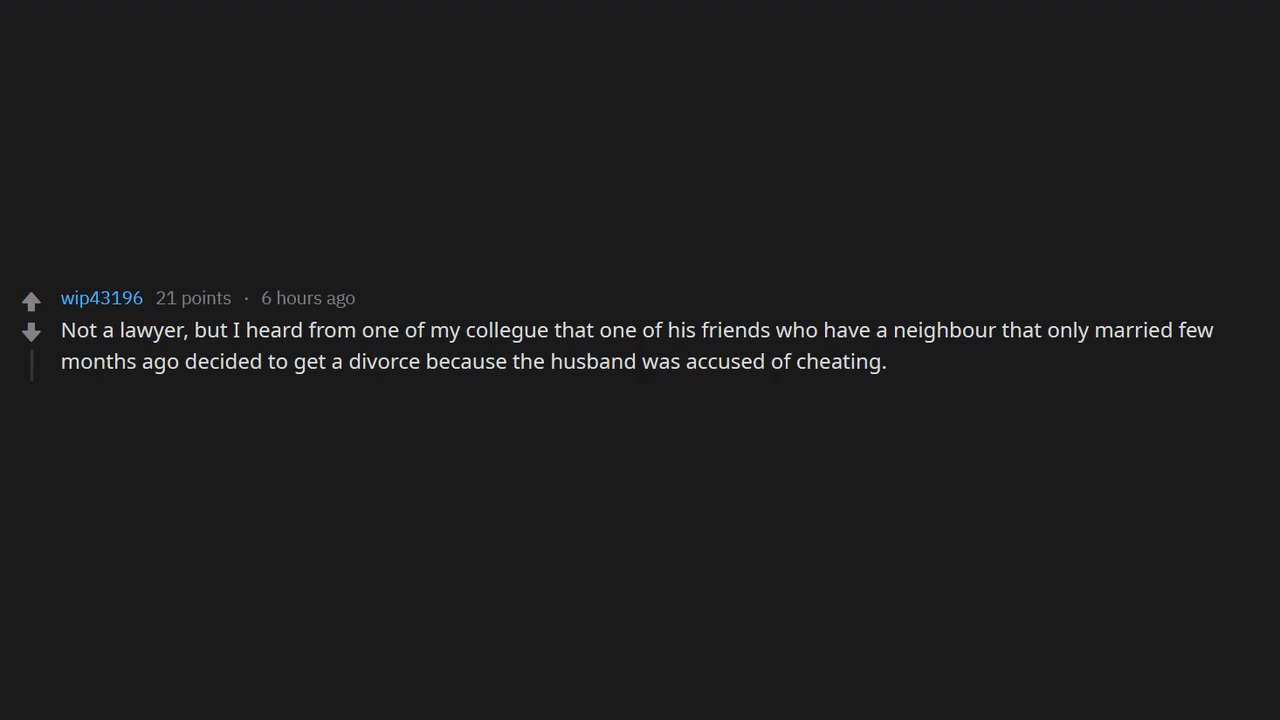 wip43196 21 points · 6 hours ago
Not a lawyer, but I heard from one of my collegue that one of his friends who have a neighbour that only married few
months ago decided to get a divorce because the husband was accused of cheating.